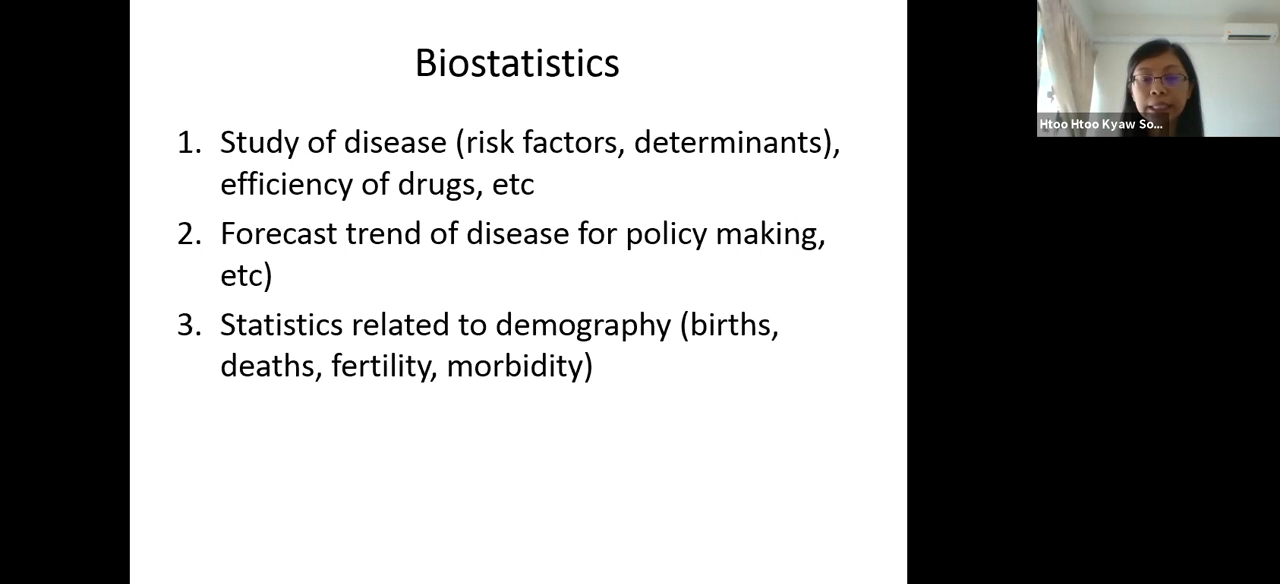 Biostatistics
1. Study of disease (risk factors, determinants),
efficiency of drugs, etc
2. Forecast trend of disease for policy making,
etc)
3. Statistics related to demography (births,
deaths, fertility, morbidity)
Htoo Htoo Kyaw So...